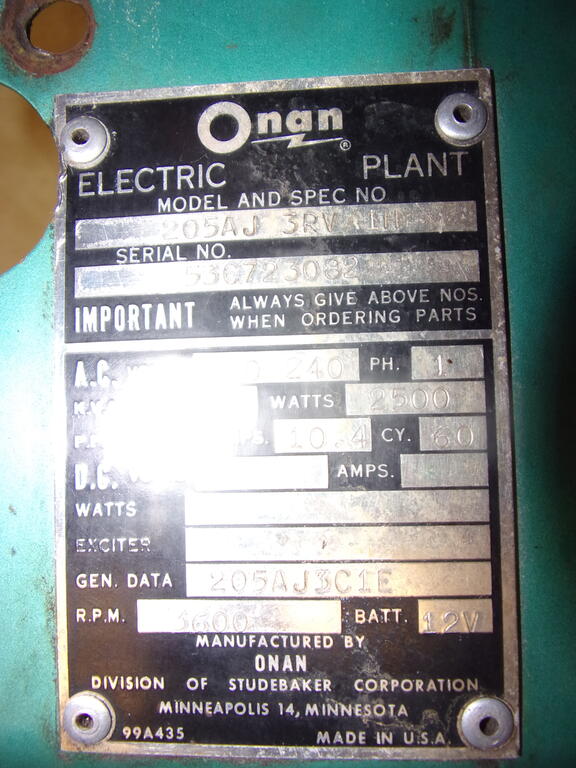 Onan ®
ELECTRIC PLANT
MODEL AND SPEC NO
205AJ 3RV
SERIAL NO.
IMPORTANT ALWAYS GIVE ABOVE NOS.
WHEN ORDERING PARTS
A.C. 240 PH. 1
WATTS 2500
10.4 CY. 60
D.C. AMPS.
WATTS
EXCITER
GEN. DATA 205AJ3C1E
R.P.M. 3600 BATT. 12V
MANUFACTURED BY
ONAN
DIVISION OF STUDEBAKER CORPORATION
MINNEAPOLIS 14, MINNESOTA
99A435 MADE IN U.S.A.